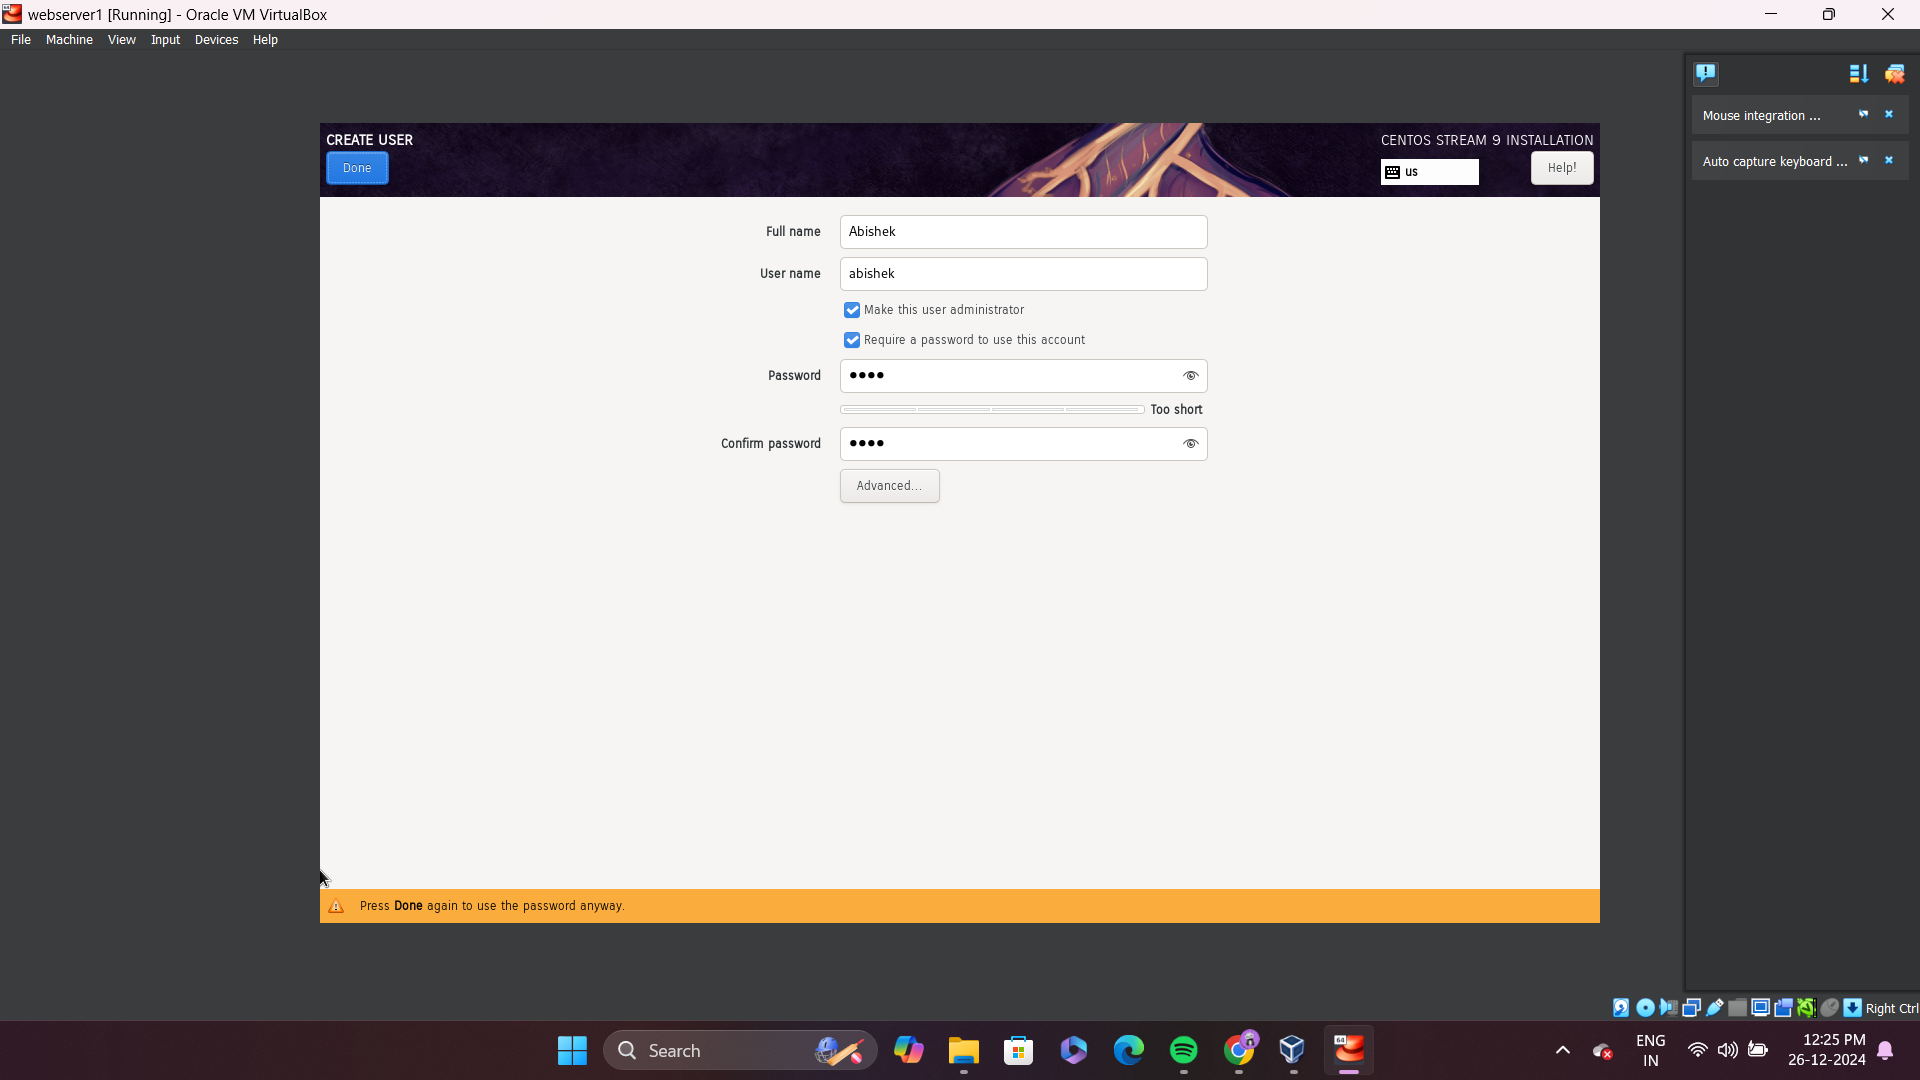 webserver1 [Running] - Oracle VM VirtualBox
File Machine View Input Devices Help
Mouse integration ...
Auto capture keyboard ...
CREATE USER
CENTOS STREAM 9 INSTALLATION
Done
us
Help!
Full name
Abishek
User name
abishek
Make this user administrator
Require a password to use this account
Password
••••
Too short
Confirm password
••••
Advanced...
Press Done again to use the password anyway.
Right Ctrl
Search
64
ENG
IN
12:25 PM
26-12-2024